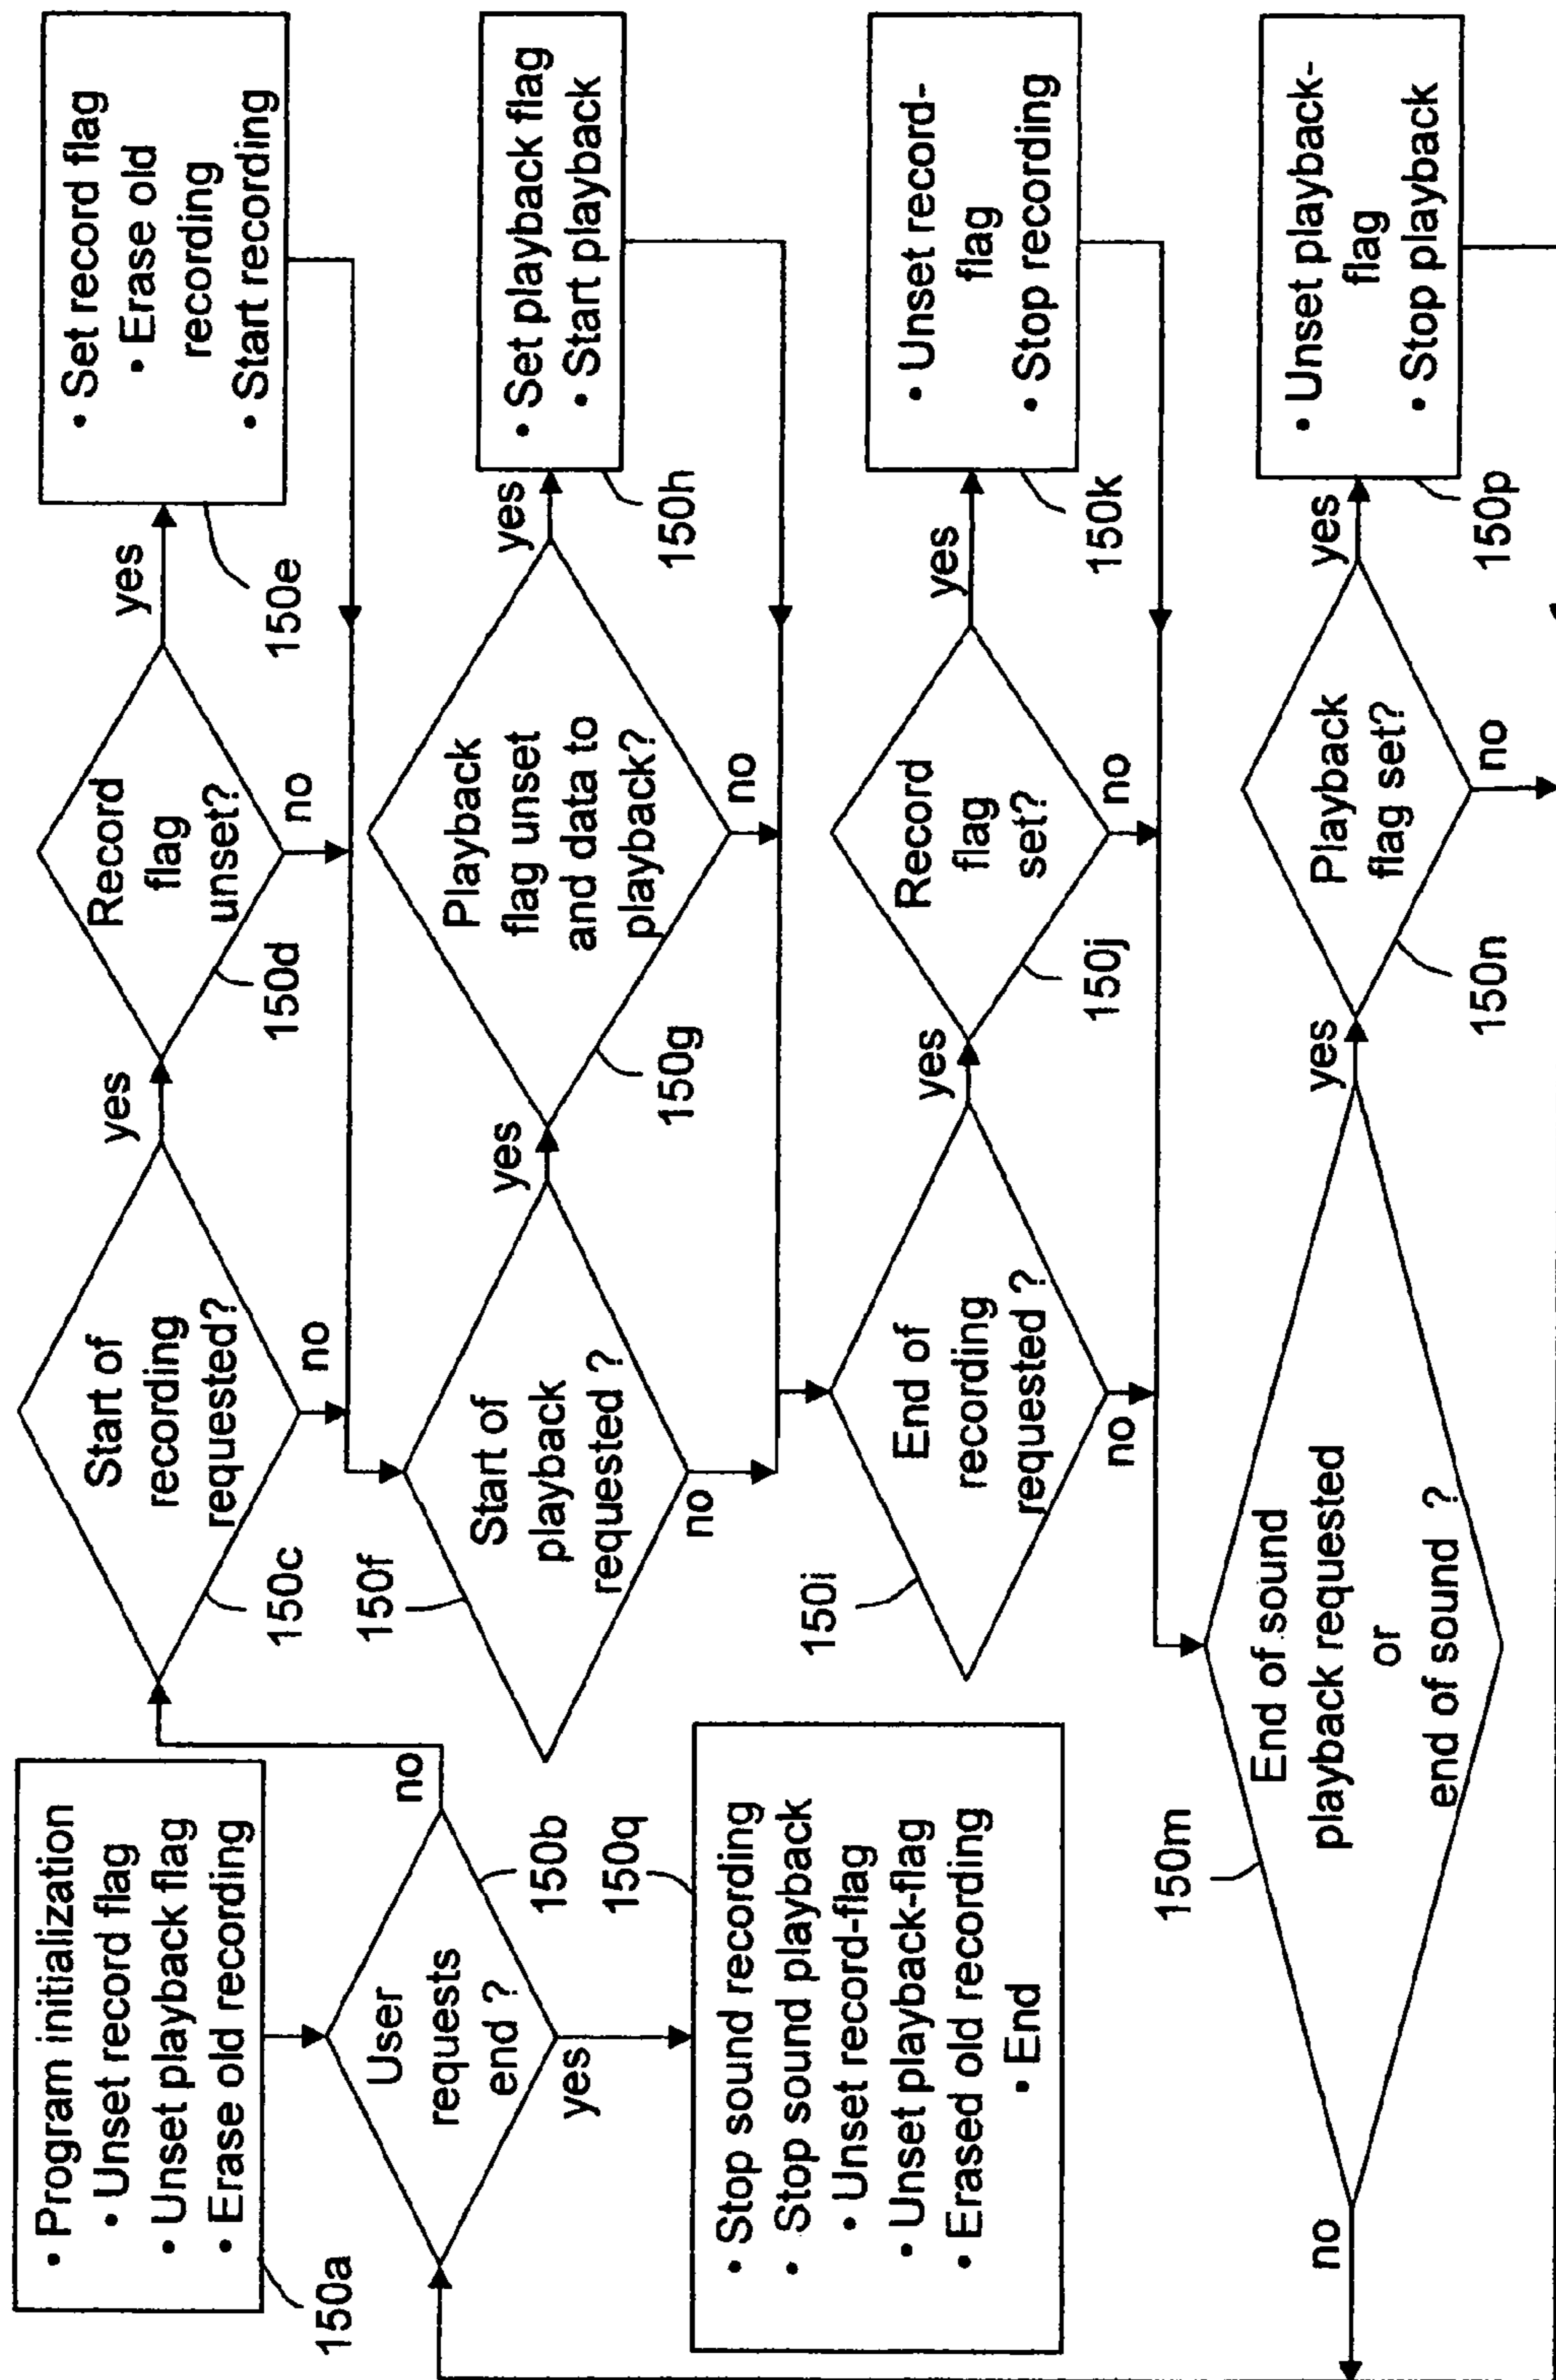 • Program initialization
• Unset record flag
• Unset playback flag
• Erase old recording
150a
User
requests
end ?
150b
no
yes
• Stop sound recording
• Stop sound playback
• Unset record-flag
• Unset playback-flag
• Erased old recording
• End
150q
Start of
recording
requested?
150c
yes
no
Record
flag
unset?
150d
yes
no
• Set record flag
• Erase old
recording
• Start recording
150e
Start of
playback
requested ?
150f
yes
no
Playback
flag unset
and data to
playback?
150g
yes
no
• Set playback flag
• Start playback
150h
End of
recording
requested ?
150i
yes
no
Record
flag
set?
150j
yes
no
• Unset record-
flag
• Stop recording
150k
End of sound
playback requested
or
end of sound ?
150m
no
yes
Playback
flag set?
150n
yes
no
• Unset playback-
flag
• Stop playback
150p